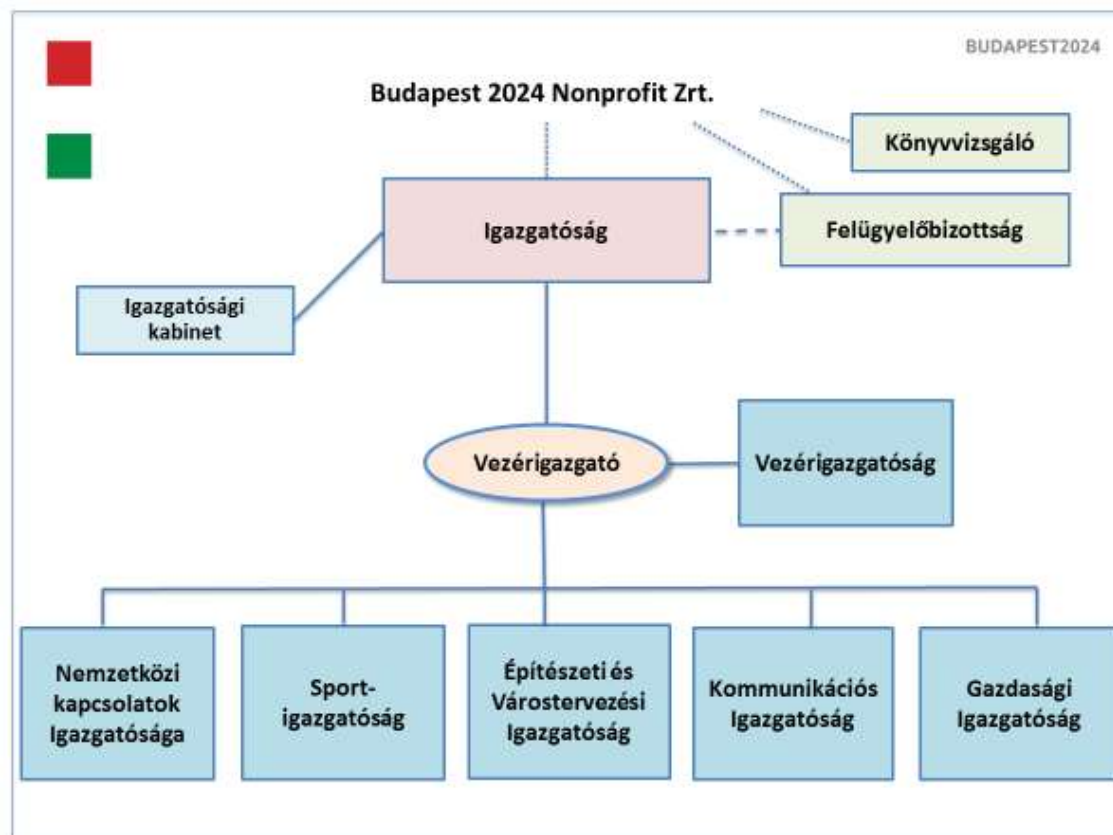 BUDAPEST2024
Budapest 2024 Nonprofit Zrt.
Könyvvizsgáló
Igazgatóság
Felügyelőbizottság
Igazgatósági
kabinet
Vezérigazgató
Vezérigazgatóság
Nemzetközi
kapcsolatok
Igazgatósága
Sport-
igazgatóság
Építészeti és
Várostervezési
Igazgatóság
Kommunikációs
Igazgatóság
Gazdasági
Igazgatóság